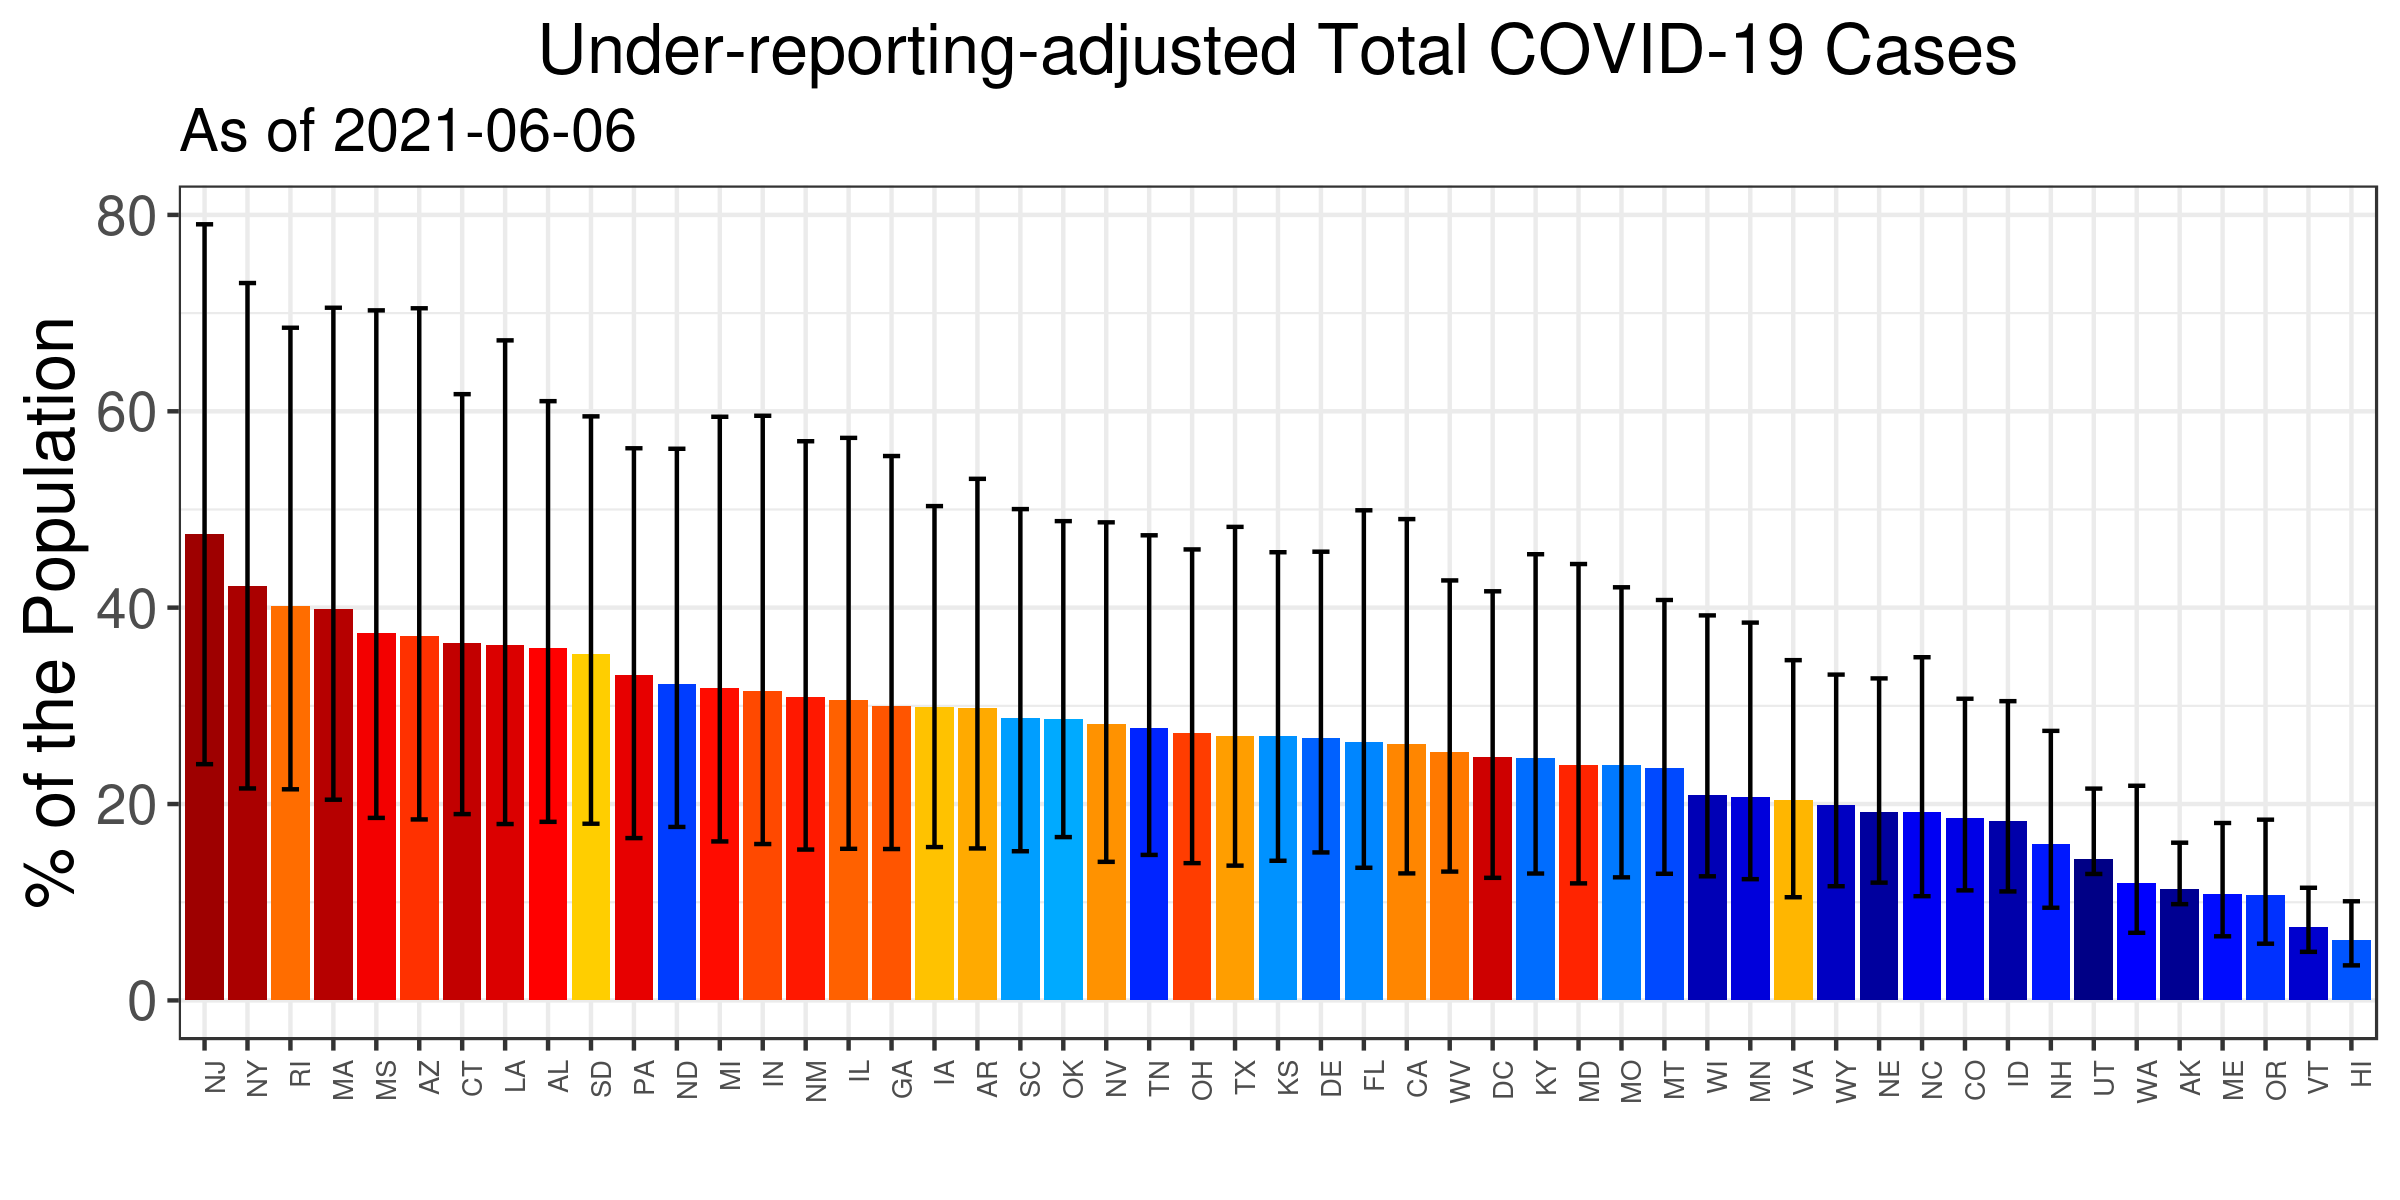 Under-reporting-adjusted Total COVID-19 Cases
As of 2021-06-06
% of the Population
80
60
40
20
0
NJ NY RI MA MS AZ CT LA AL SD PA ND MI IN NM IL GA IA AR SC OK NV TN OH TX KS DE FL CA WV DC KY MD MO MT WI MN VA WY NE NC CO ID NH UT WA AK ME OR VT HI